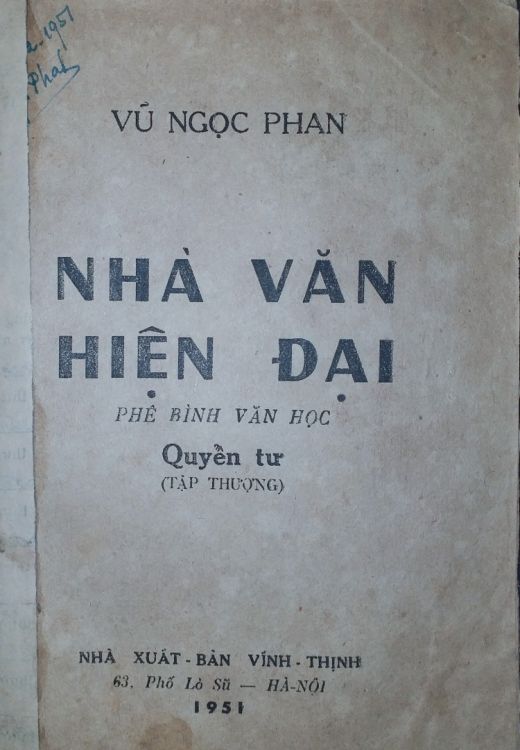 1951
Phan
VŨ NGỌC PHAN
NHÀ VĂN
HIỆN ĐẠI
PHÊ BÌNH VĂN HỌC
Quyển tư
(TẬP THƯỢNG)
NHÀ XUẤT-BẢN VĨNH-THỊNH
63, Phố Lò Sũ — HÀ-NỘI
1951